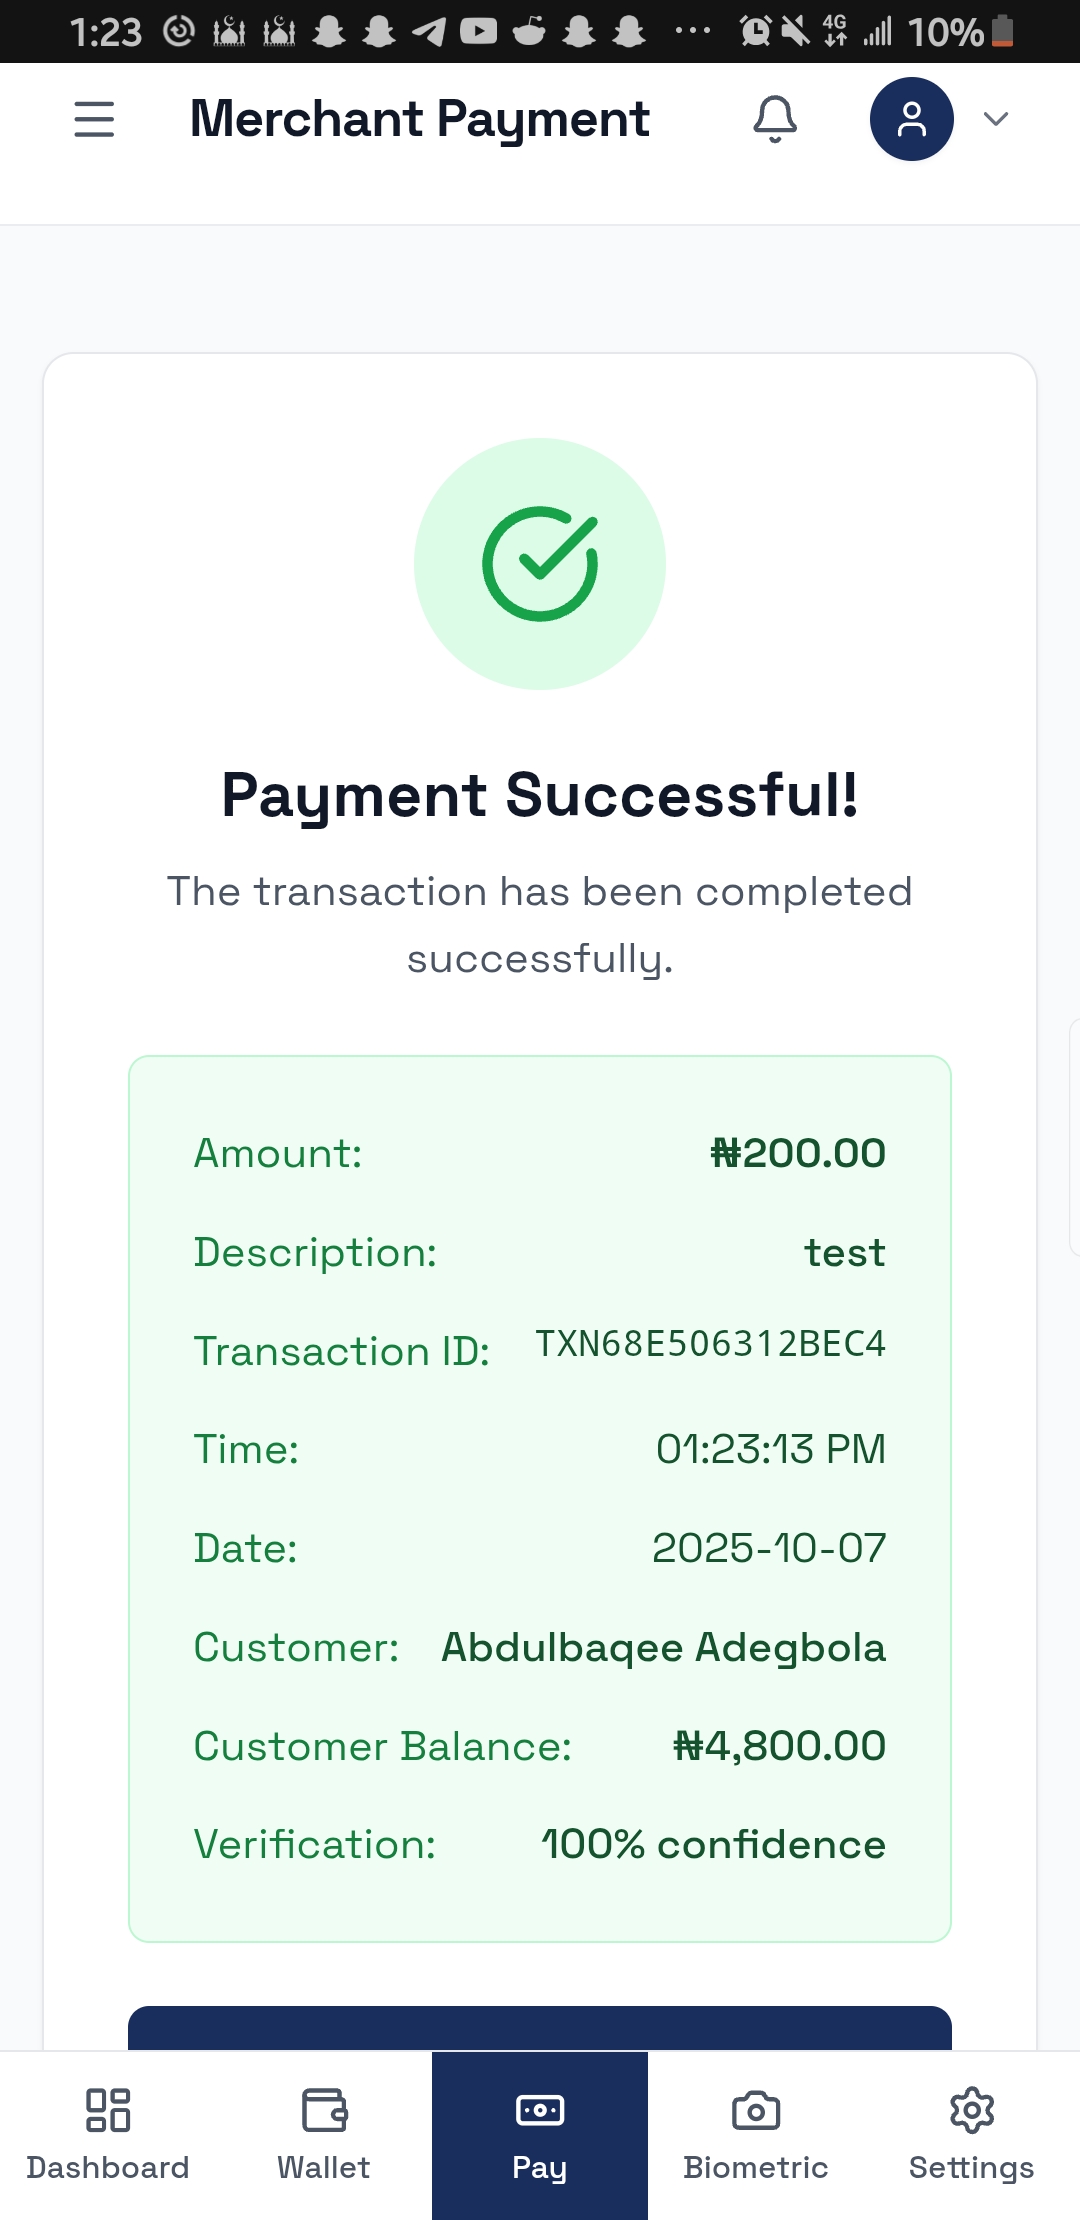 1:23 4G 10%
Merchant Payment
Payment Successful!
The transaction has been completed
successfully.
Amount: ₦200.00
Description: test
Transaction ID: TXN68E506312BEC4
Time: 01:23:13 PM
Date: 2025-10-07
Customer: Abdulbaqee Adegbola
Customer Balance: ₦4,800.00
Verification: 100% confidence
Dashboard Wallet Pay Biometric Settings